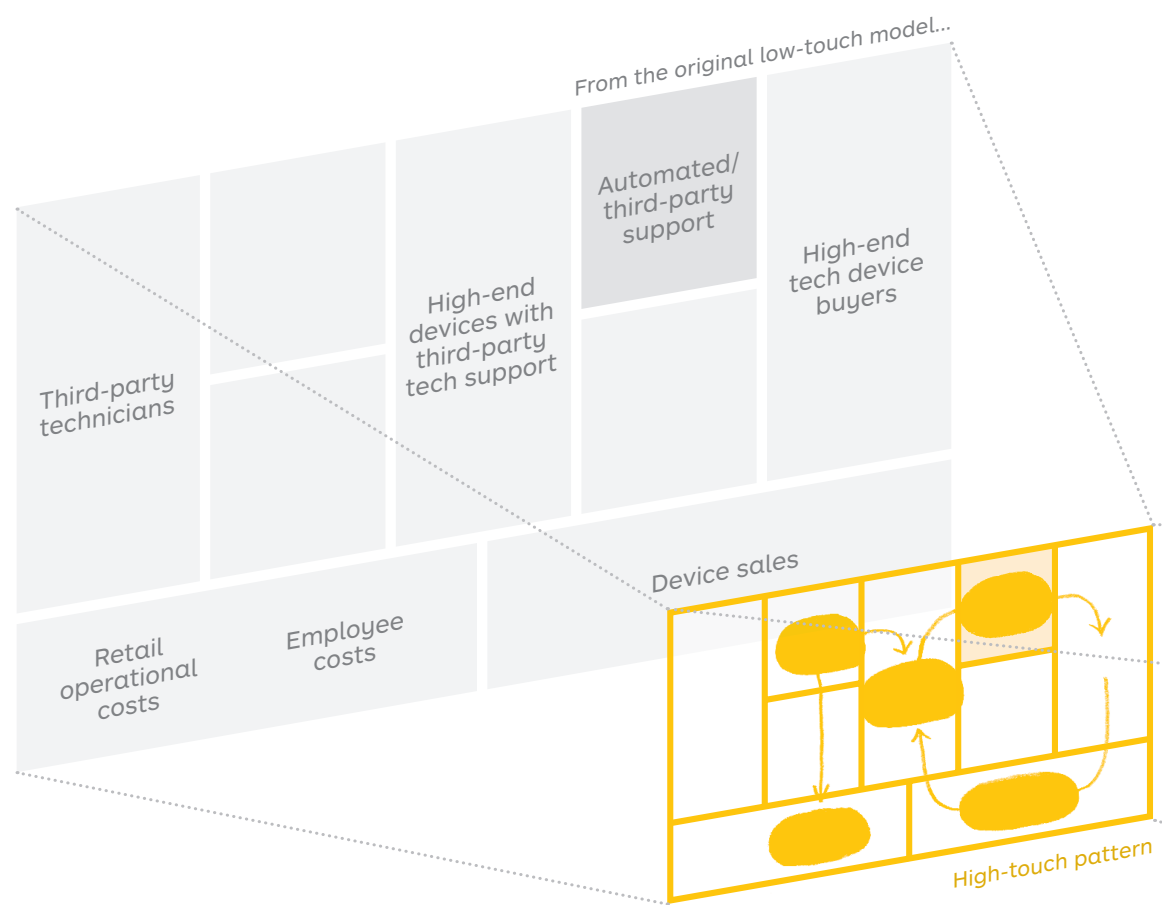 From the original low-touch model...
Automated/
third-party
support
High-end
tech device
buyers
High-end
devices with
third-party
tech support
Third-party
technicians
Device sales
Retail
operational
costs
Employee
costs
High-touch pattern